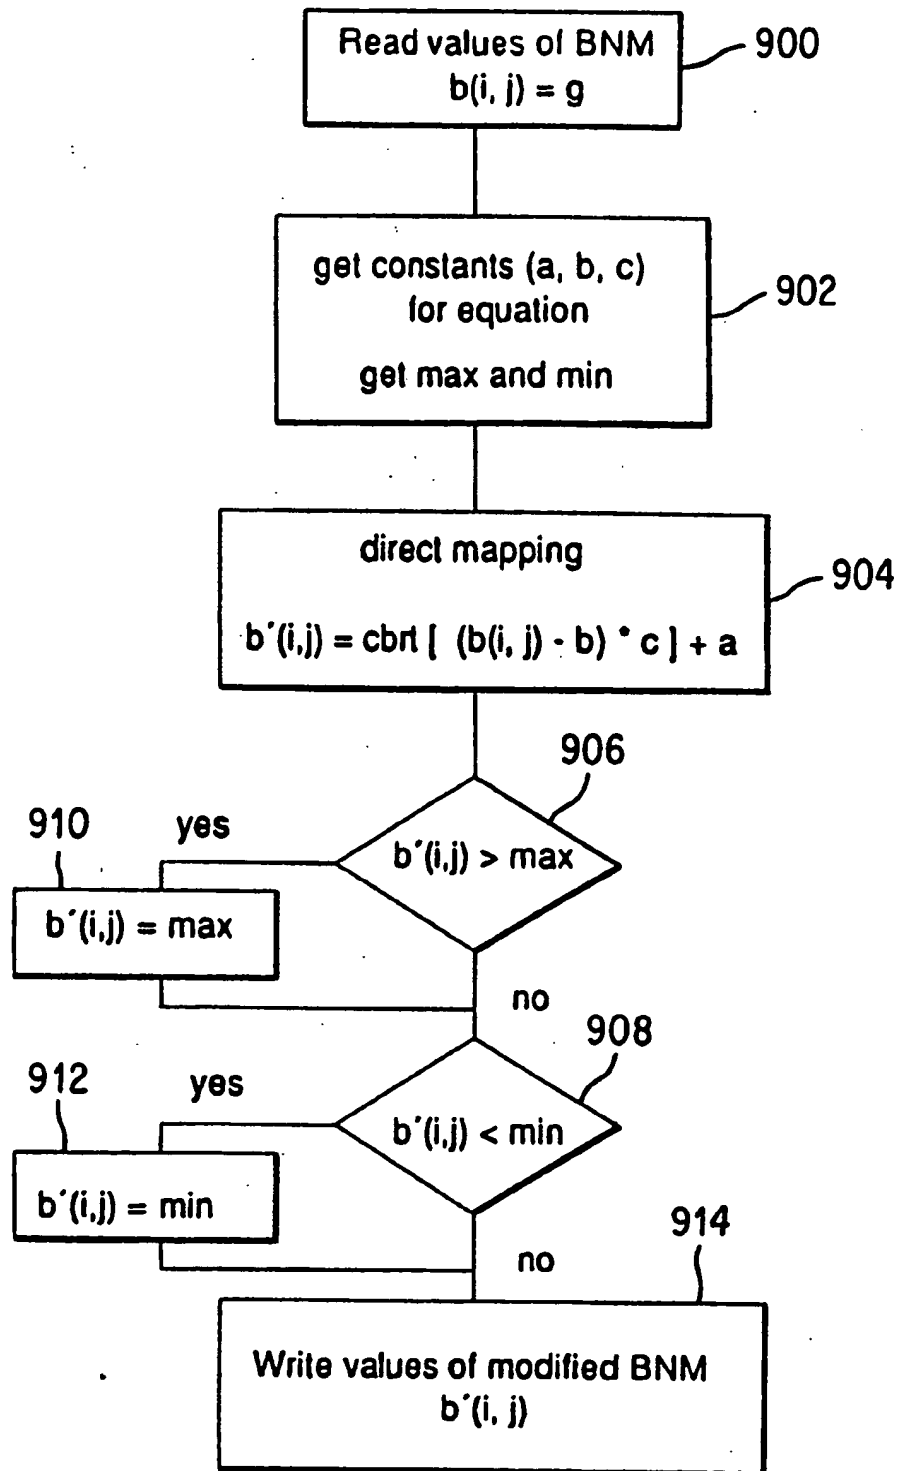 Read values of BNM
b(i, j) = g
900
get constants (a, b, c)
for equation
get max and min
902
direct mapping
904
b´(i,j) = cbrt [ (b(i, j) - b) * c ] + a
906
910
yes
b´(i,j) > max
b´(i,j) = max
no
908
912
yes
b´(i,j) < min
b´(i,j) = min
914
no
Write values of modified BNM
b´(i, j)